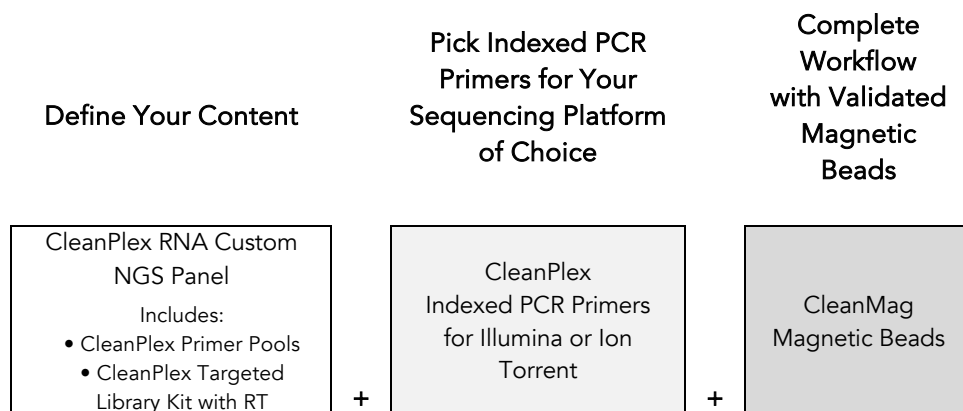 Define Your Content
Pick Indexed PCR
Primers for Your
Sequencing Platform
of Choice
Complete
Workflow
with Validated
Magnetic
Beads
CleanPlex RNA Custom
NGS Panel
Includes:
• CleanPlex Primer Pools
• CleanPlex Targeted
Library Kit with RT
+
CleanPlex
Indexed PCR Primers
for Illumina or Ion
Torrent
+
CleanMag
Magnetic Beads